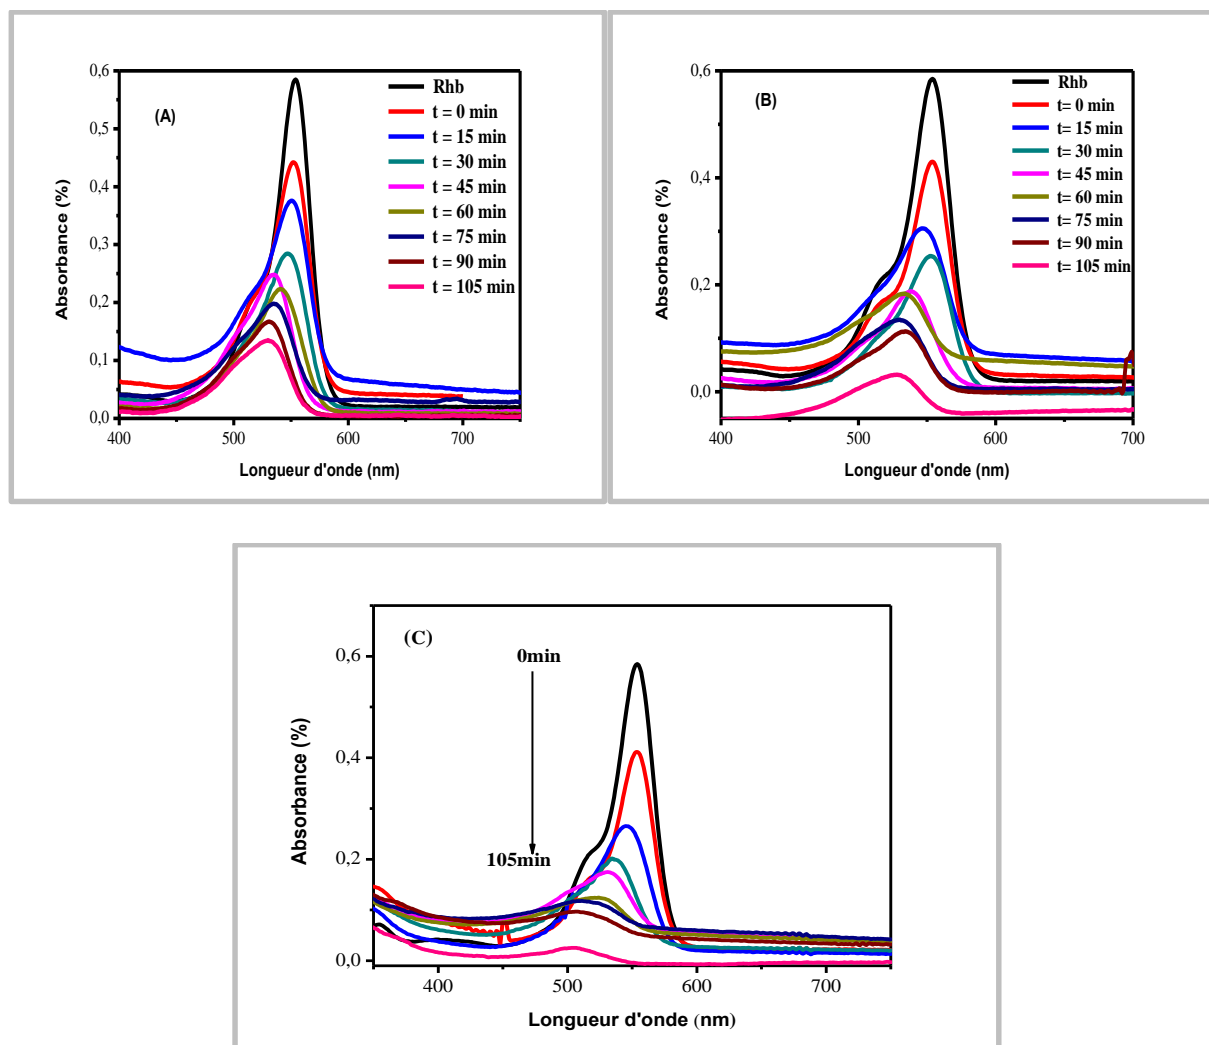 (A)
Absorbance (%)
0,6
0,5
0,4
0,3
0,2
0,1
0,0
400
500
600
700
Longueur d'onde (nm)
Rhb
t = 0 min
t = 15 min
t = 30 min
t = 45 min
t = 60 min
t = 75 min
t = 90 min
t = 105 min
(B)
Absorbance (%)
0,6
0,4
0,2
0,0
400
500
600
700
Longueur d'onde (nm)
Rhb
t= 0 min
t= 15 min
t= 30 min
t= 45 min
t= 60 min
t= 75 min
t= 90 min
t= 105 min
(C)
0min
105min
Absorbance (%)
0,6
0,4
0,2
0,0
400
500
600
700
Longueur d'onde (nm)